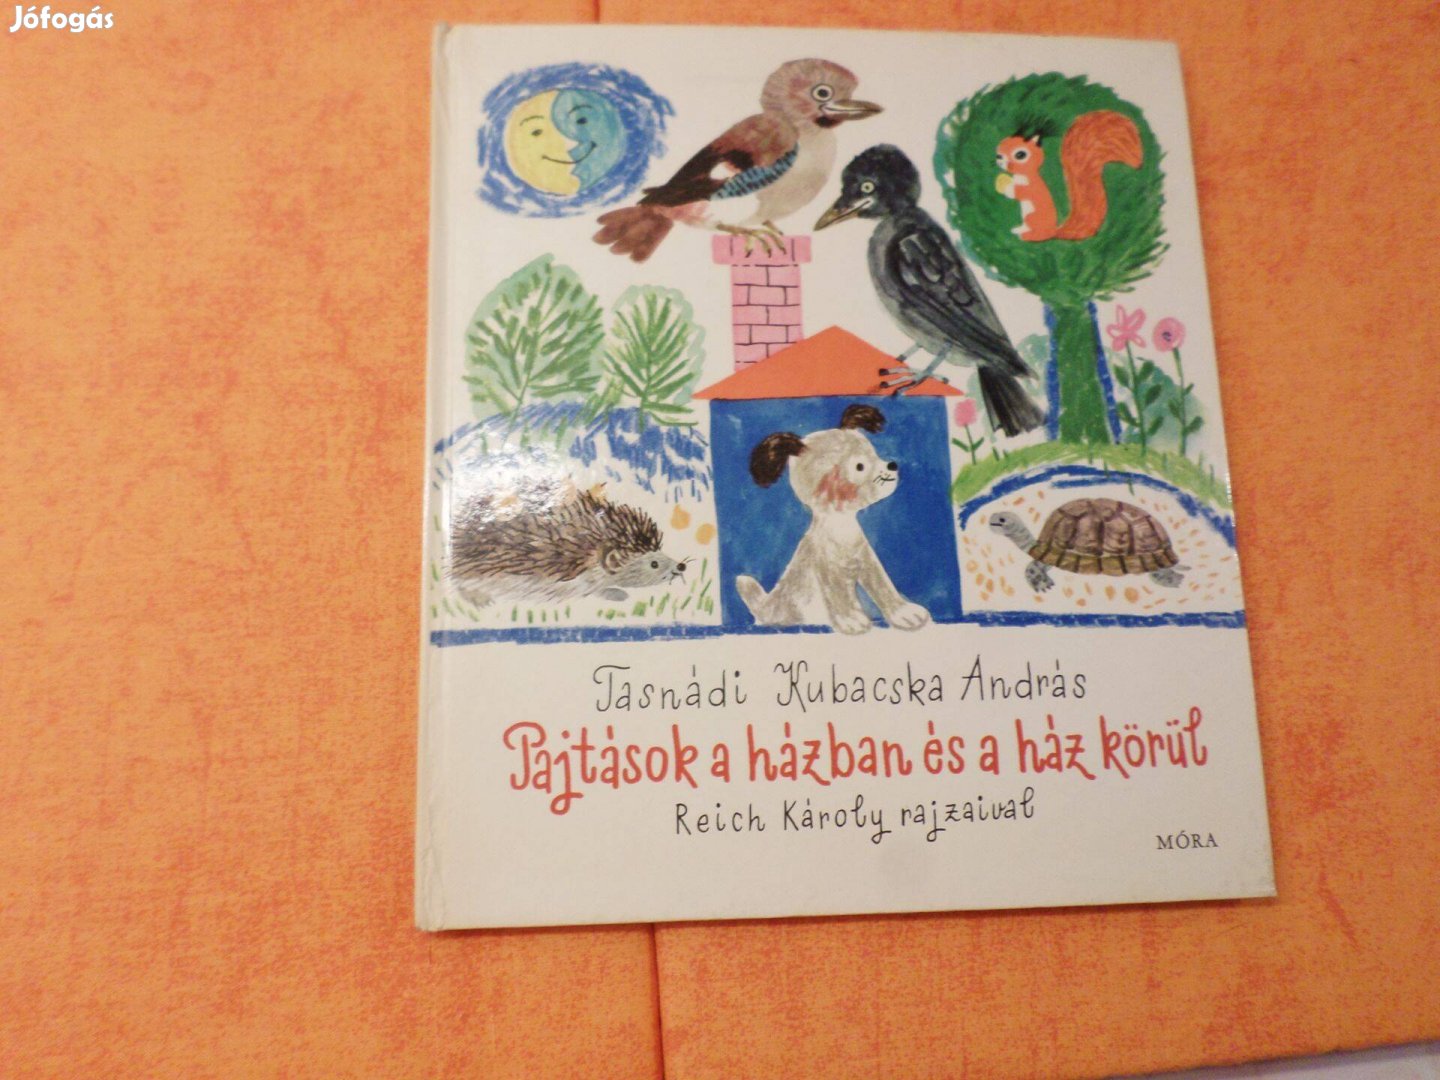 Jófogás
Tasnádi Kubacska András
Pajtások a házban és a ház körül
Reich Károly rajzaival
MÓRA